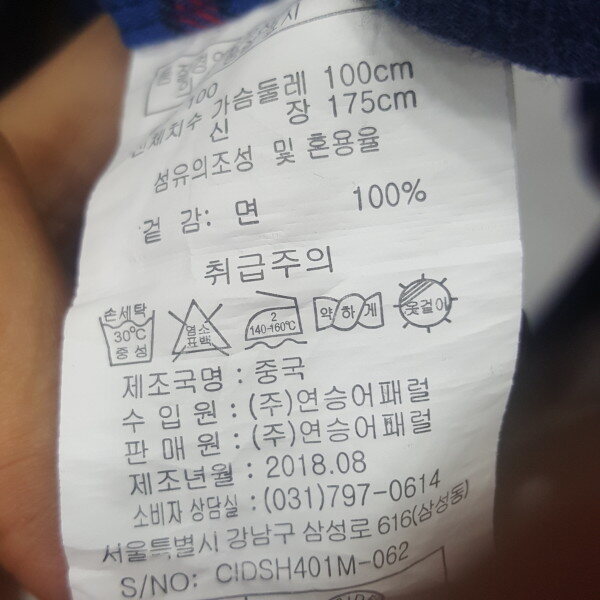 100
신체치수 가슴둘레 100cm
신 장 175cm
섬유의조성 및 혼용율
겉 감: 면 100%
취급주의
손세탁 30℃ 중성
염소 표백
2 140-160℃
약하게
옷걸이
제조국명 : 중국
수 입 원 : (주)연승어패럴
판 매 원 : (주)연승어패럴
제조년월 : 2018.08
소비자 상담실 : (031)797-0614
서울특별시 강남구 삼성로 616(삼성동)
S/NO: CIDSH401M-062